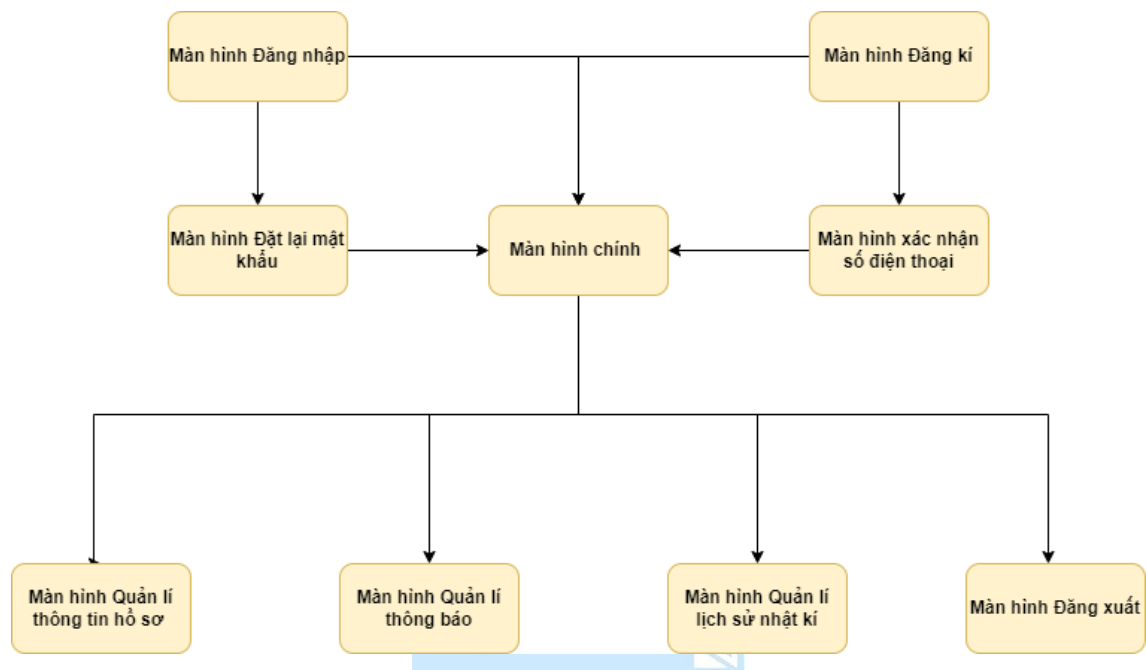 Màn hình Đăng nhập
Màn hình Đăng kí
Màn hình Đặt lại mật
khẩu
Màn hình chính
Màn hình xác nhận
số điện thoại
Màn hình Quản lí
thông tin hồ sơ
Màn hình Quản lí
thông báo
Màn hình Quản lí
lịch sử nhật kí
Màn hình Đăng xuất